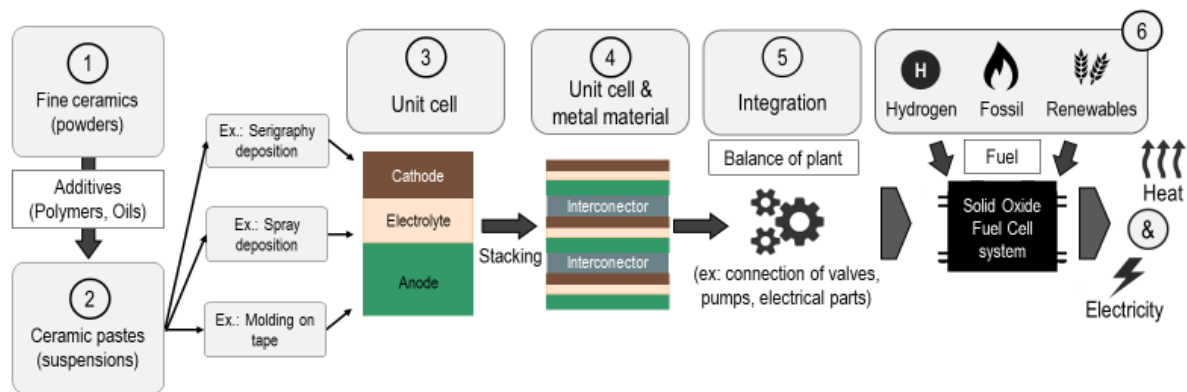 1
Fine ceramics
(powders)
Additives
(Polymers, Oils)
2
Ceramic pastes
(suspensions)
Ex.: Serigraphy
deposition
Ex.: Spray
deposition
Ex.: Molding on
tape
3
Unit cell
Cathode
Electrolyte
Anode
Stacking
4
Unit cell &
metal material
Interconector
Interconector
5
Integration
Balance of plant
(ex: connection of valves,
pumps, electrical parts)
6
H
Hydrogen
Fossil
Renewables
Fuel
Solid Oxide
Fuel Cell
system
Heat
&
Electricity